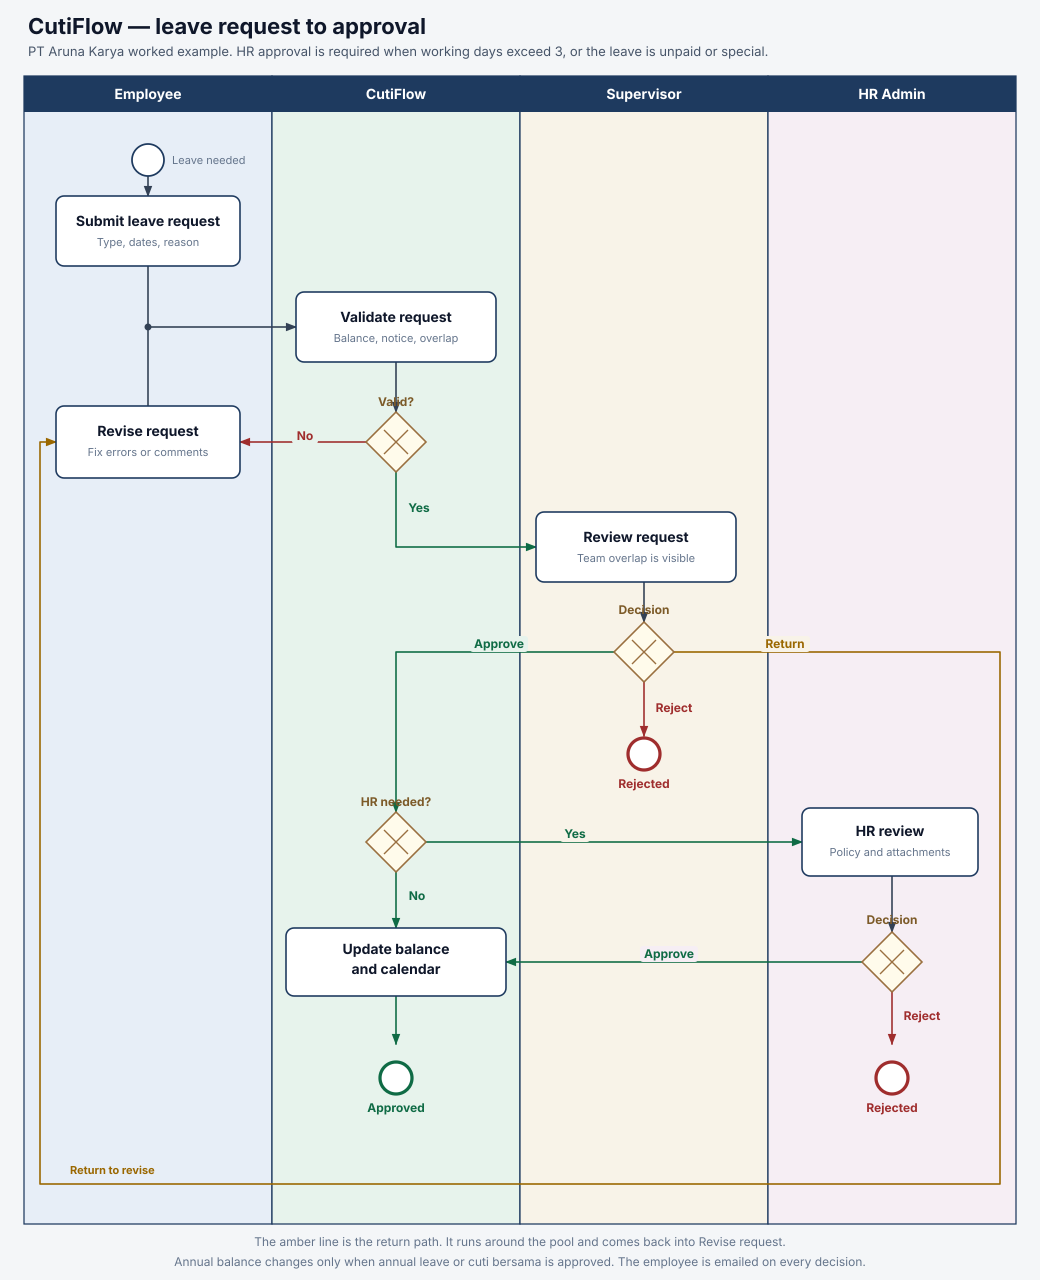 CutiFlow — leave request to approval
PT Aruna Karya worked example. HR approval is required when working days exceed 3, or the leave is unpaid or special.
Employee
CutiFlow
Supervisor
HR Admin
Leave needed
Submit leave request
Type, dates, reason
Validate request
Balance, notice, overlap
Valid?
Revise request
Fix errors or comments
No
Yes
Review request
Team overlap is visible
Decision
Approve
Return
Reject
Rejected
HR needed?
Yes
HR review
Policy and attachments
No
Decision
Update balance
and calendar
Approve
Reject
Approved
Rejected
Return to revise
The amber line is the return path. It runs around the pool and comes back into Revise request.
Annual balance changes only when annual leave or cuti bersama is approved. The employee is emailed on every decision.